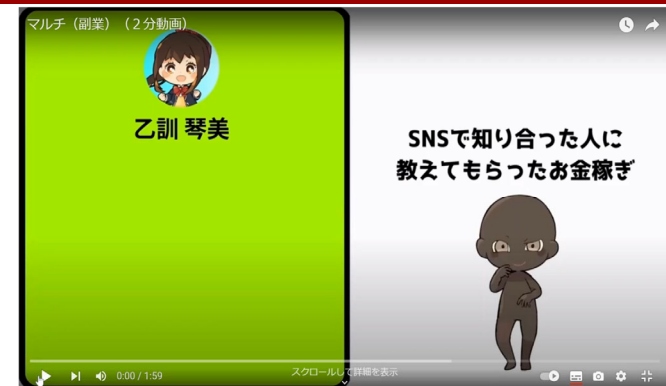 マルチ（副業）（２分動画）
乙訓 琴美
SNSで知り合った人に
教えてもらったお金稼ぎ
0:00 / 1:59
スクロールして詳細を表示